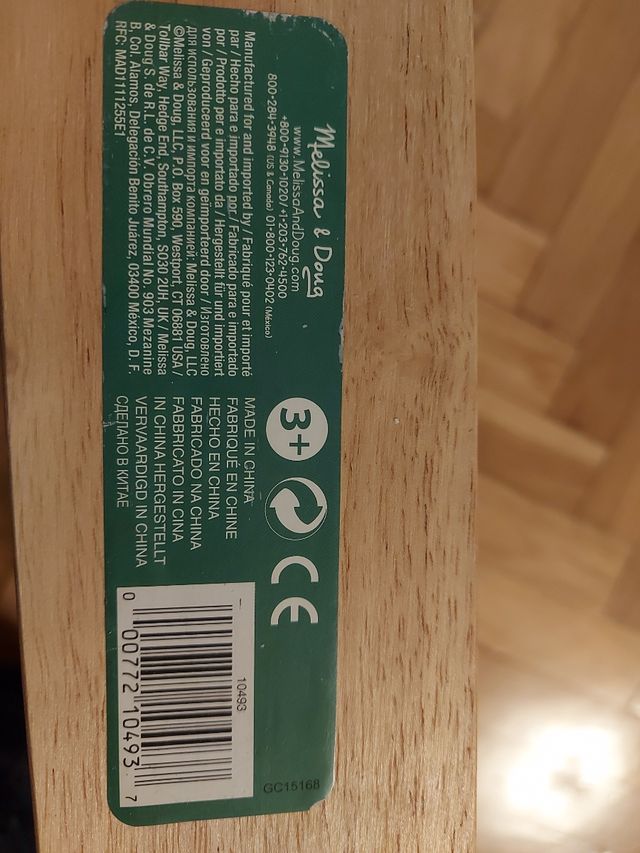 Melissa & Doug
www.MelissaAndDoug.com
+800-9130-1020/+1-203-762-4500
800-284-3948 (US & Canada) 01-800-123-0402 (México)
Manufactured for and imported by / Fabriqué pour et importé
par / Hecho para e importado por / Fabricado para e importado
por / Prodotto per e importato da / Hergestellt für und importiert
von / Geproduceerd voor en geïmporteerd door / Изготовлено
для использования и импорта компанией: Melissa & Doug, LLC
©Melissa & Doug, LLC, P.O. Box 590, Westport, CT 06881 USA /
Tollbar Way, Hedge End, Southampton, SO30 2UH, UK / Melissa
& Doug S. de R.L. de C.V. Obrero Mundial No. 903 Mezanine
B, Col. Alamos, Delegación Benito Juárez, 03400 México, D. F.
RFC: MAD1111255E1
3+
CE
MADE IN CHINA
FABRIQUÉ EN CHINE
HECHO EN CHINA
FABRICADO NA CHINA
FABBRICATO IN CINA
IN CHINA HERGESTELLT
VERVAARDIGD IN CHINA
СДЕЛАНО В КИТАЕ
10493
0 00772 10493 7
GC15168